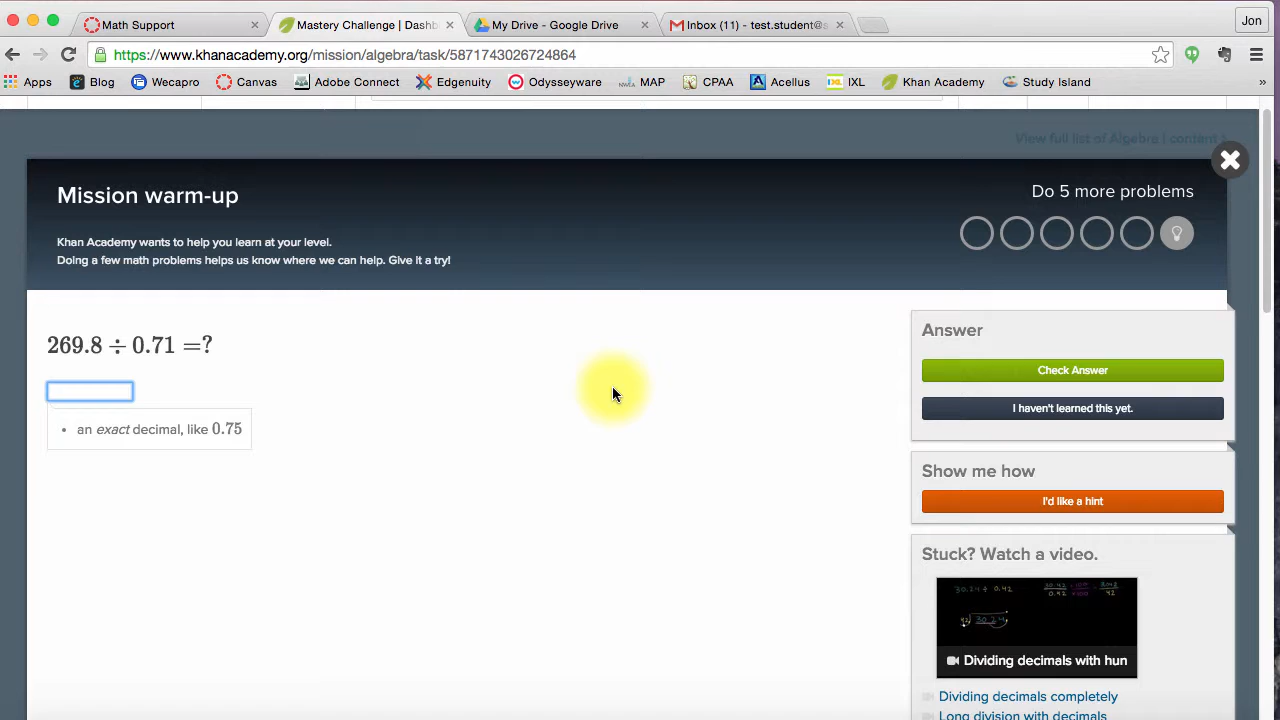 Math Support
Mastery Challenge | Dashb
My Drive - Google Drive
Inbox (11) - test.student@s
Jon
https://www.khanacademy.org/mission/algebra/task/5871743026724864
Apps Blog Wecapro Canvas Adobe Connect Edgenuity Odysseyware MAP CPAA Acellus IXL Khan Academy Study Island »
View full list of Algebra I content
Mission warm-up
Do 5 more problems
Khan Academy wants to help you learn at your level.
Doing a few math problems helps us know where we can help. Give it a try!
269.8 ÷ 0.71 =?
• an exact decimal, like 0.75
Answer
Check Answer
I haven't learned this yet.
Show me how
I'd like a hint
Stuck? Watch a video.
30.24 ÷ 0.42
Dividing decimals with hun
Dividing decimals completely
Long division with decimals